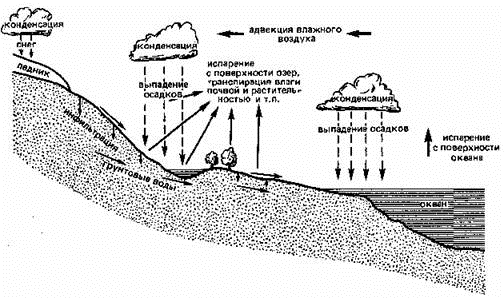 конденсация
снег
ледник
конденсация
адвекция влажного
воздуха
выпадение
осадков
испарение
с поверхности озер,
транспирация влаги
почвой и раститель-
ностью и т.п.
конденсация
выпадение осадков
испарение
с поверхности
океана
грунтовые воды
океан